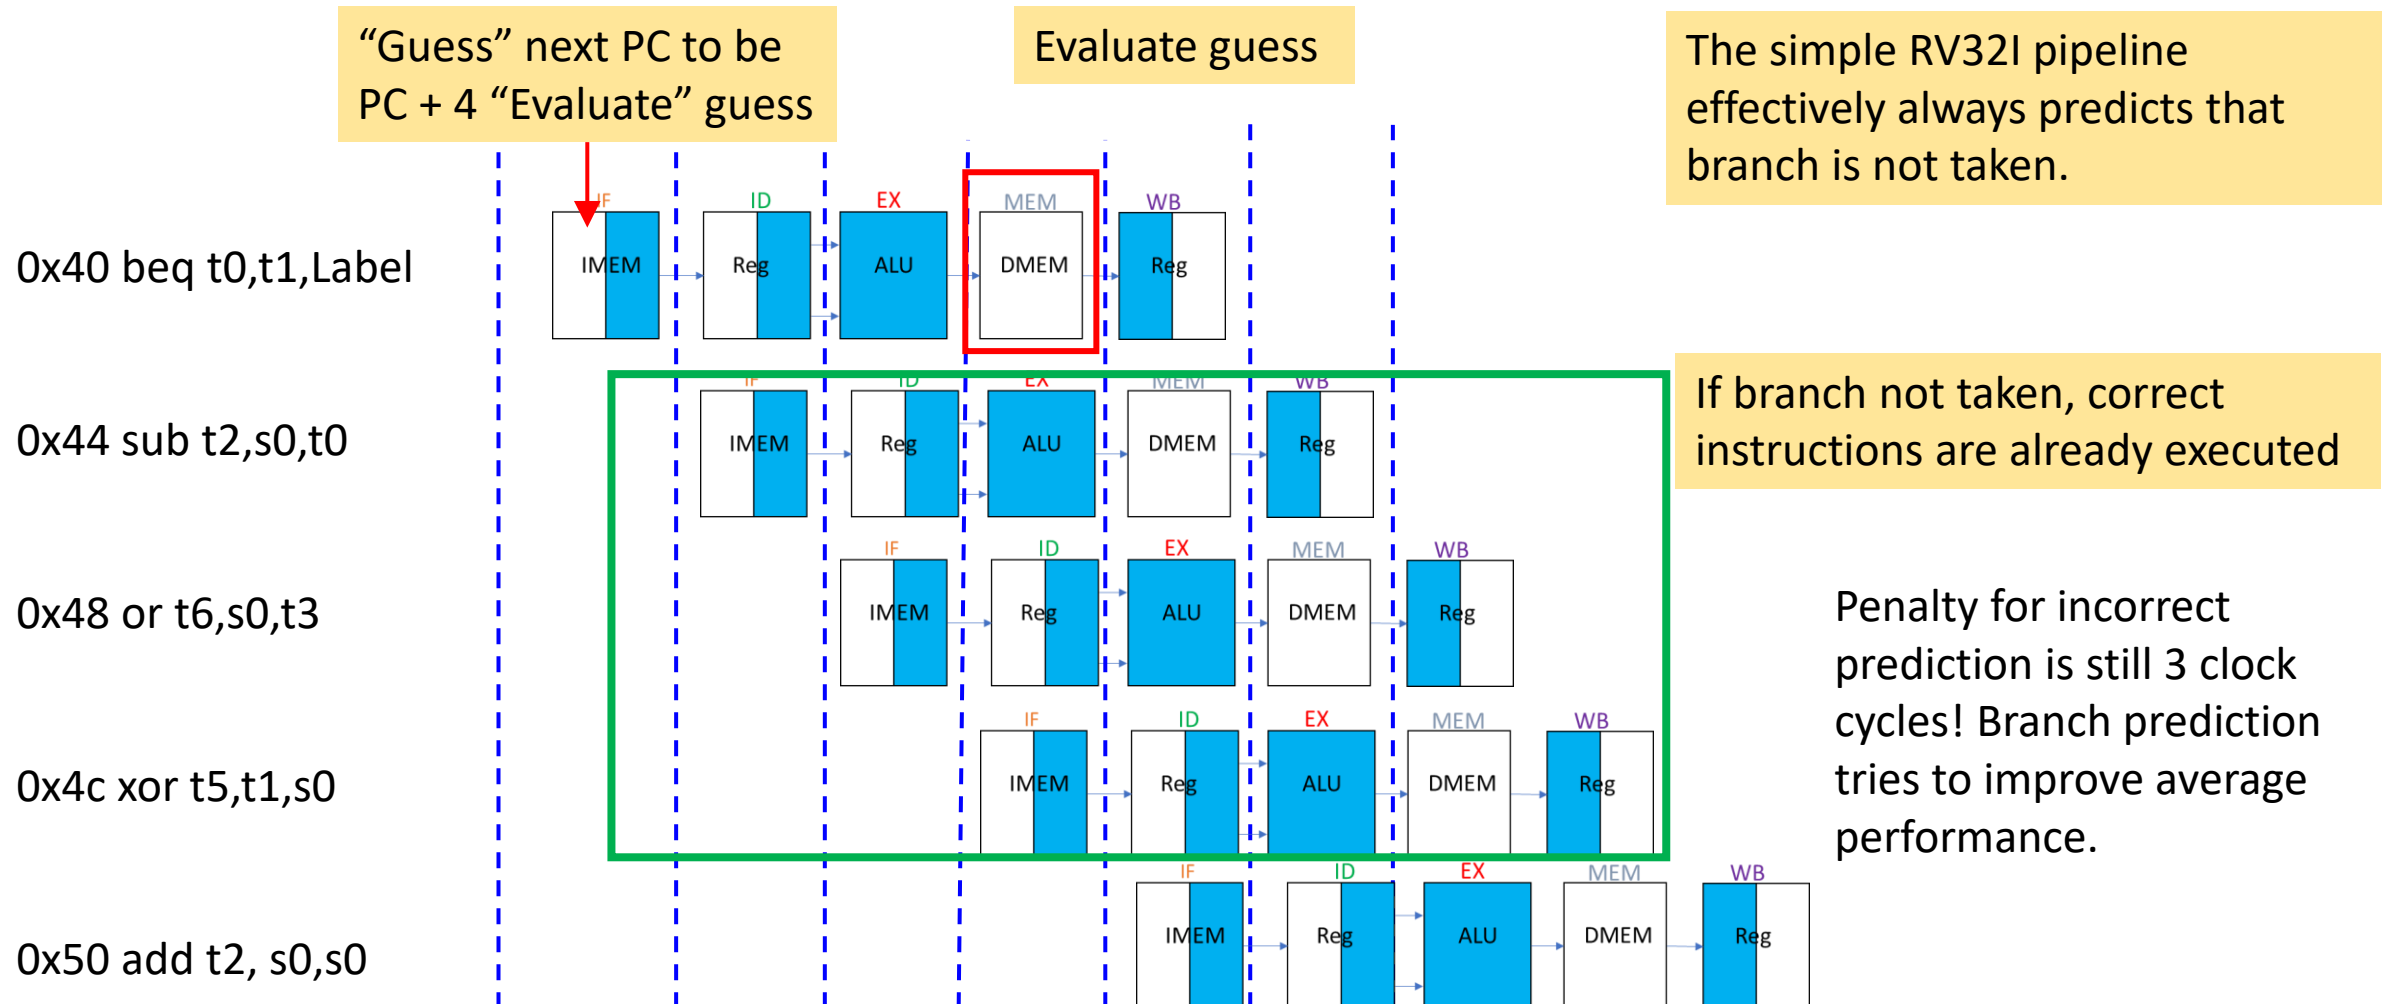 “Guess” next PC to be
PC + 4 “Evaluate” guess
Evaluate guess
The simple RV32I pipeline
effectively always predicts that
branch is not taken.
IF ID EX MEM WB
0x40 beq t0,t1,Label
IMEM Reg ALU DMEM Reg
If branch not taken, correct
instructions are already executed
IF ID EX MEM WB
0x44 sub t2,s0,t0
IMEM Reg ALU DMEM Reg
IF ID EX MEM WB
0x48 or t6,s0,t3
IMEM Reg ALU DMEM Reg
Penalty for incorrect
prediction is still 3 clock
cycles! Branch prediction
tries to improve average
performance.
IF ID EX MEM WB
0x4c xor t5,t1,s0
IMEM Reg ALU DMEM Reg
IF ID EX MEM WB
0x50 add t2, s0,s0
IMEM Reg ALU DMEM Reg